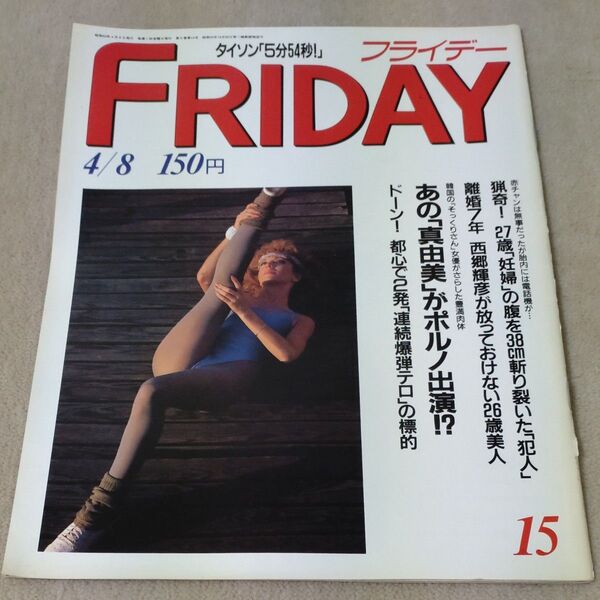 タイソン「5分54秒!」
フライデー
FRIDAY
4/8 150円
赤チャンは無事だったが胎内には電話機が…
猟奇! 27歳「妊婦」の腹を38cm斬り裂いた「犯人」
離婚7年 西郷輝彦が放っておけない26歳美人
韓国の「そっくりさん」女優がさらした豊満肉体
あの「真由美」がポルノ出演!?
ドーン! 都心で2発「連続爆弾テロ」の標的
15